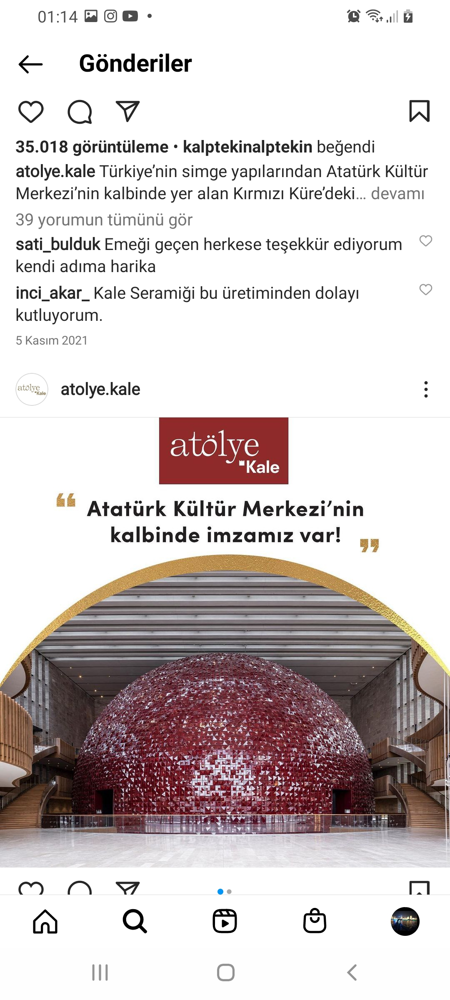 01:14
Gönderiler
35.018 görüntüleme • kalptekinalptekin beğendi
atolye.kale Türkiye’nin simge yapılarından Atatürk Kültür
Merkezi’nin kalbinde yer alan Kırmızı Küre’deki... devamı
39 yorumun tümünü gör
sati_bulduk Emeği geçen herkese teşekkür ediyorum
kendi adıma harika
inci_akar_ Kale Seramiği bu üretiminden dolayı
kutluyorum.
5 Kasım 2021
atölye
Kale
atolye.kale
atölye
Kale
“ Atatürk Kültür Merkezi’nin
kalbinde imzamız var! ”